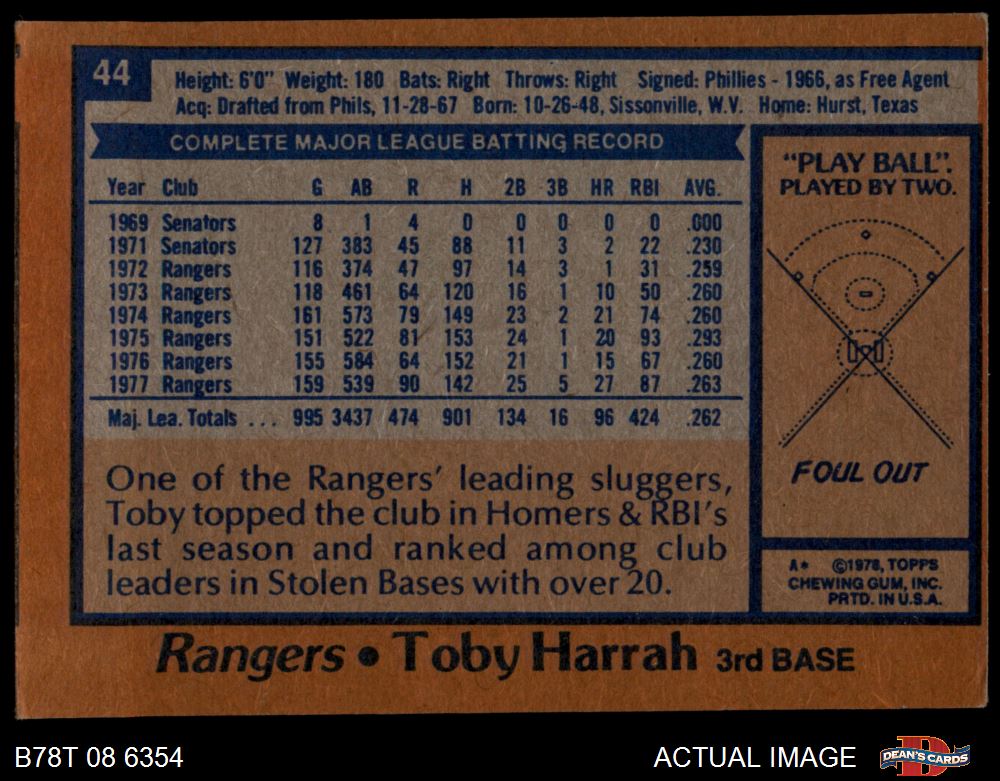 44
Height: 6'0" Weight: 180 Bats: Right Throws: Right Signed: Phillies - 1966, as Free Agent
Acq: Drafted from Phils, 11-28-67 Born: 10-26-48, Sissonville, W.V. Home: Hurst, Texas
COMPLETE MAJOR LEAGUE BATTING RECORD
Year Club G AB R H 2B 3B HR RBI AVG.
1969 Senators 8 1 4 0 0 0 0 0 .000
1971 Senators 127 383 45 88 11 3 2 22 .230
1972 Rangers 116 374 47 97 14 3 1 31 .259
1973 Rangers 118 461 64 120 16 1 10 50 .260
1974 Rangers 161 573 79 149 23 2 21 74 .260
1975 Rangers 151 522 81 153 24 1 20 93 .293
1976 Rangers 155 584 64 152 21 1 15 67 .260
1977 Rangers 159 539 90 142 25 5 27 87 .263
Maj. Lea. Totals ... 995 3437 474 901 134 16 96 424 .262
One of the Rangers' leading sluggers,
Toby topped the club in Homers & RBI's
last season and ranked among club
leaders in Stolen Bases with over 20.
"PLAY BALL":
PLAYED BY TWO.
FOUL OUT
A* ©1978, TOPPS
CHEWING GUM, INC.
PRTD. IN U.S.A.
Rangers • Toby Harrah 3rd BASE
B78T 08 6354
ACTUAL IMAGE
DEAN'S CARDS